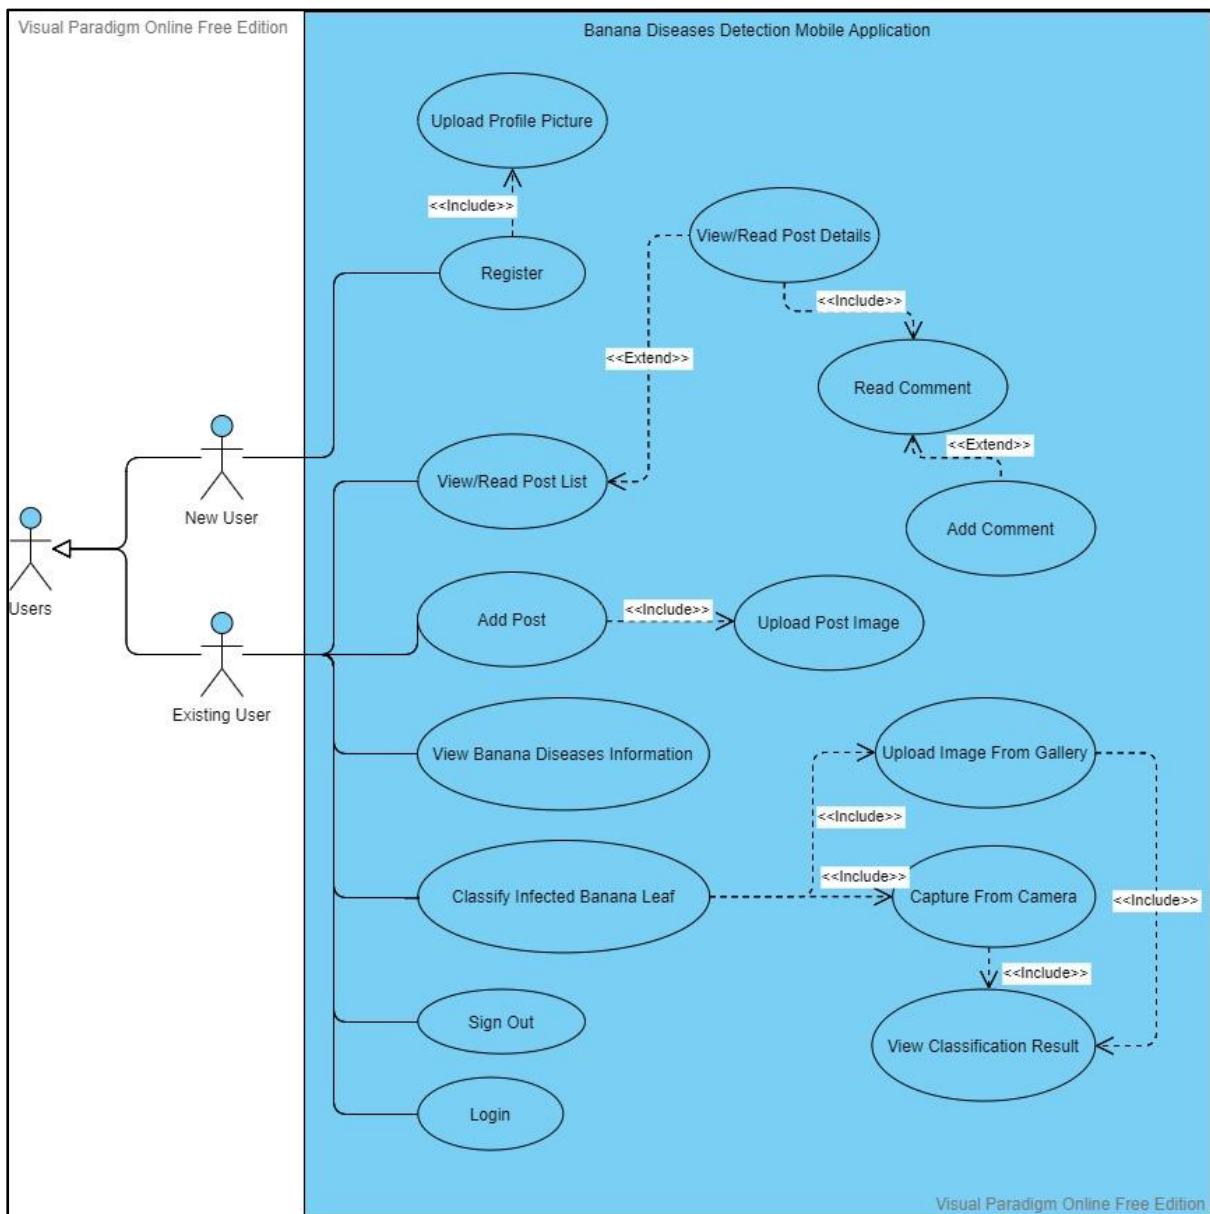 Visual Paradigm Online Free Edition
Banana Diseases Detection Mobile Application
Upload Profile Picture
<<Include>>
Register
View/Read Post Details
<<Include>>
<<Extend>>
Read Comment
<<Extend>>
View/Read Post List
New User
Add Comment
Users
Add Post
<<Include>>
Upload Post Image
Existing User
View Banana Diseases Information
Upload Image From Gallery
<<Include>>
Classify Infected Banana Leaf
<<Include>>
Capture From Camera
<<Include>>
<<Include>>
Sign Out
View Classification Result
Login
Visual Paradigm Online Free Edition